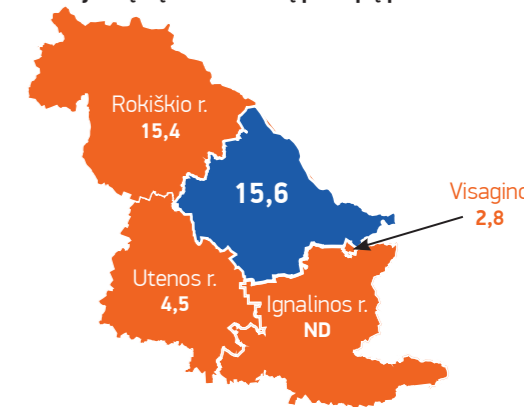 Rokiškio r.
15,4
15,6
Visagino
2,8
Utenos r.
4,5
Ignalinos r.
ND